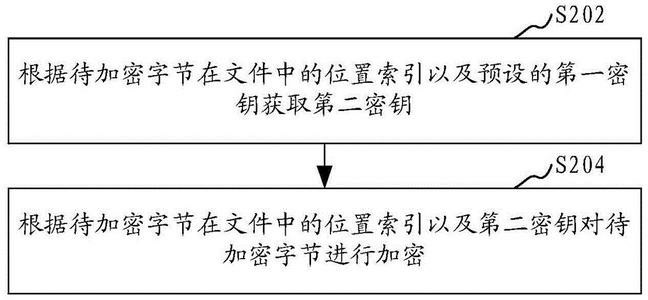 S202
根据待加密字节在文件中的位置索引以及预设的第一密
钥获取第二密钥
S204
根据待加密字节在文件中的位置索引以及第二密钥对待
加密字节进行加密